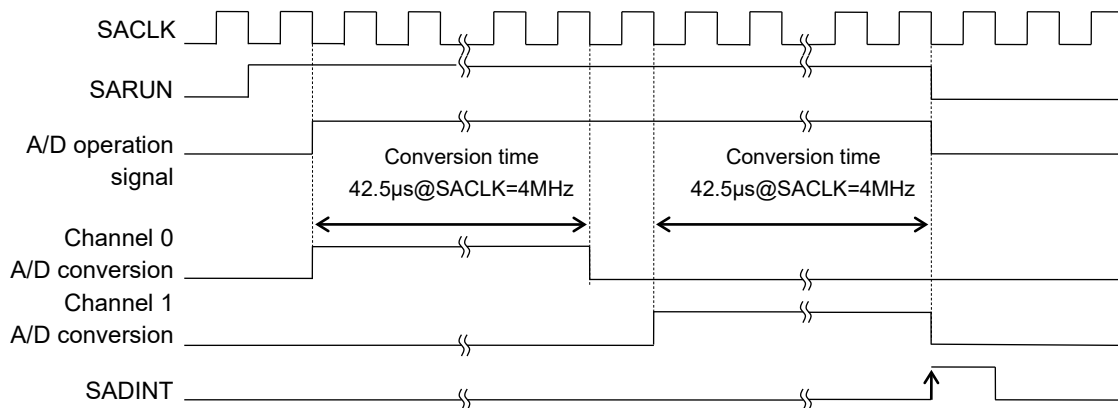 SACLK
SARUN
A/D operation
signal
Conversion time
42.5µs@SACLK=4MHz
Conversion time
42.5µs@SACLK=4MHz
Channel 0
A/D conversion
Channel 1
A/D conversion
SADINT